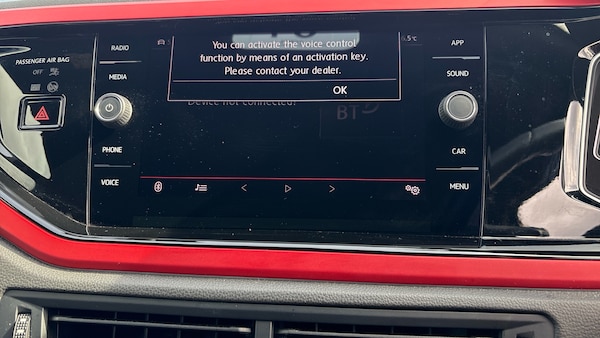 PASSENGER AIR BAG
OFF
RADIO
MEDIA
PHONE
VOICE
You can activate the voice control
function by means of an activation key.
Please contact your dealer.
OK
Device not connected!
BT
APP
SOUND
CAR
MENU